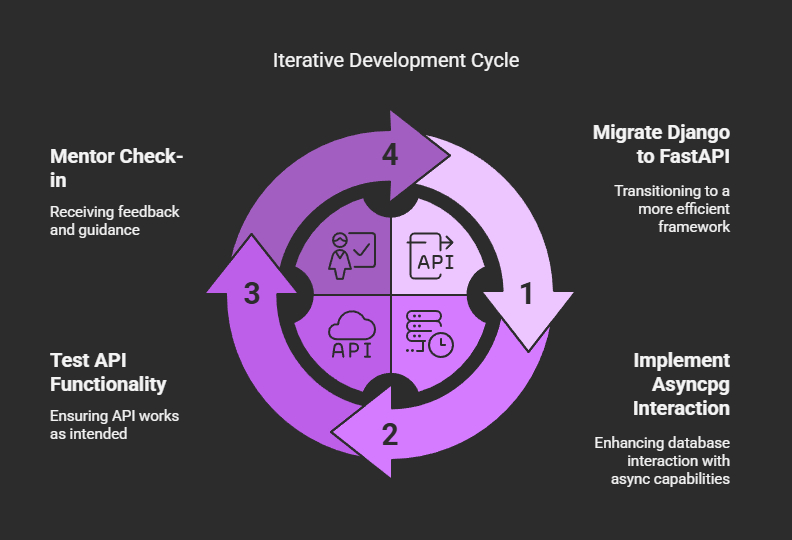 Iterative Development Cycle
4
Migrate Django
to FastAPI
Transitioning to a
more efficient
framework
API
1
Implement
Asyncpg
Interaction
Enhancing database
interaction with
async capabilities
2
Test API
Functionality
Ensuring API works
as intended
API
3
Mentor Check-
in
Receiving feedback
and guidance